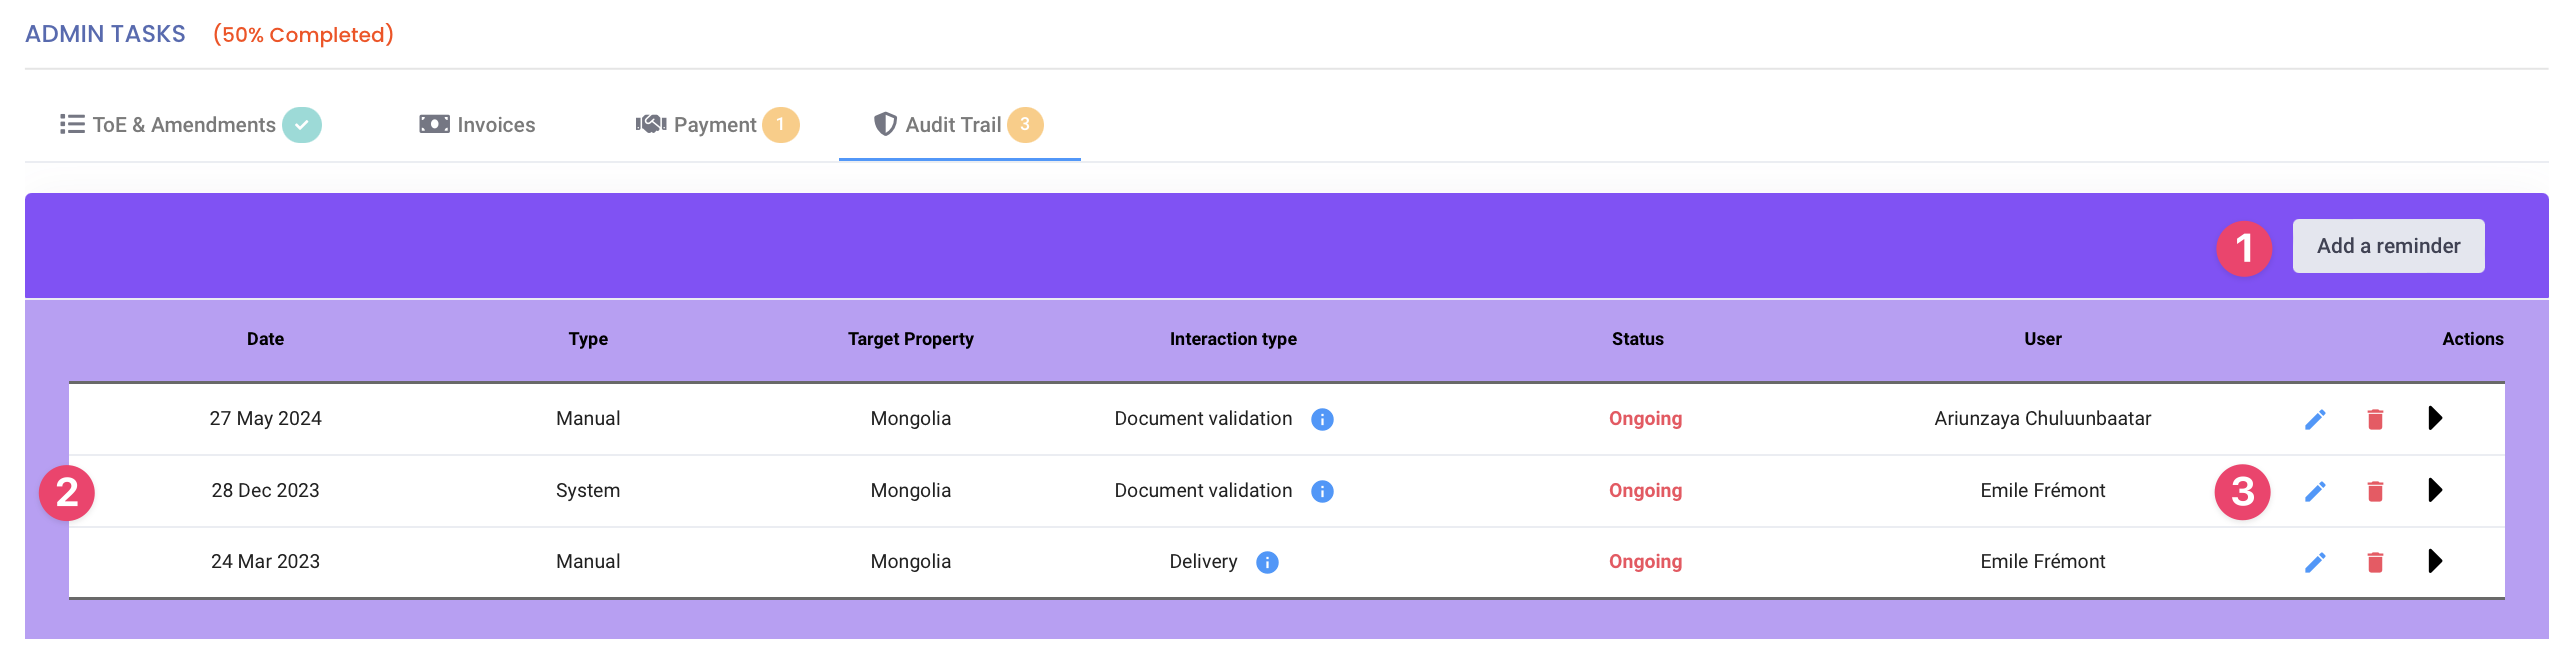 ADMIN TASKS (50% Completed)
ToE & Amendments Invoices Payment 1 Audit Trail 3
1 Add a reminder
Date Type Target Property Interaction type Status User Actions
27 May 2024 Manual Mongolia Document validation i Ongoing Ariunzaya Chuluunbaatar
2 28 Dec 2023 System Mongolia Document validation i Ongoing Emile Frémont 3
24 Mar 2023 Manual Mongolia Delivery i Ongoing Emile Frémont